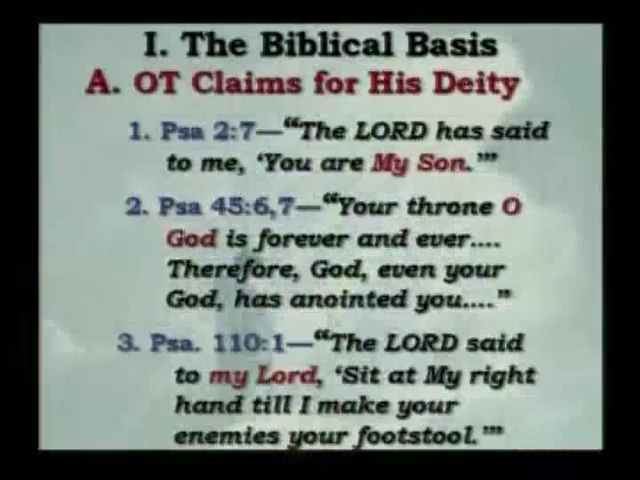 I. The Biblical Basis
A. OT Claims for His Deity
1. Psa 2:7—“The LORD has said
to me, ‘You are My Son.’”
2. Psa 45:6,7—“Your throne O
God is forever and ever....
Therefore, God, even your
God, has anointed you....”
3. Psa. 110:1—“The LORD said
to my Lord, ‘Sit at My right
hand till I make your
enemies your footstool.’”